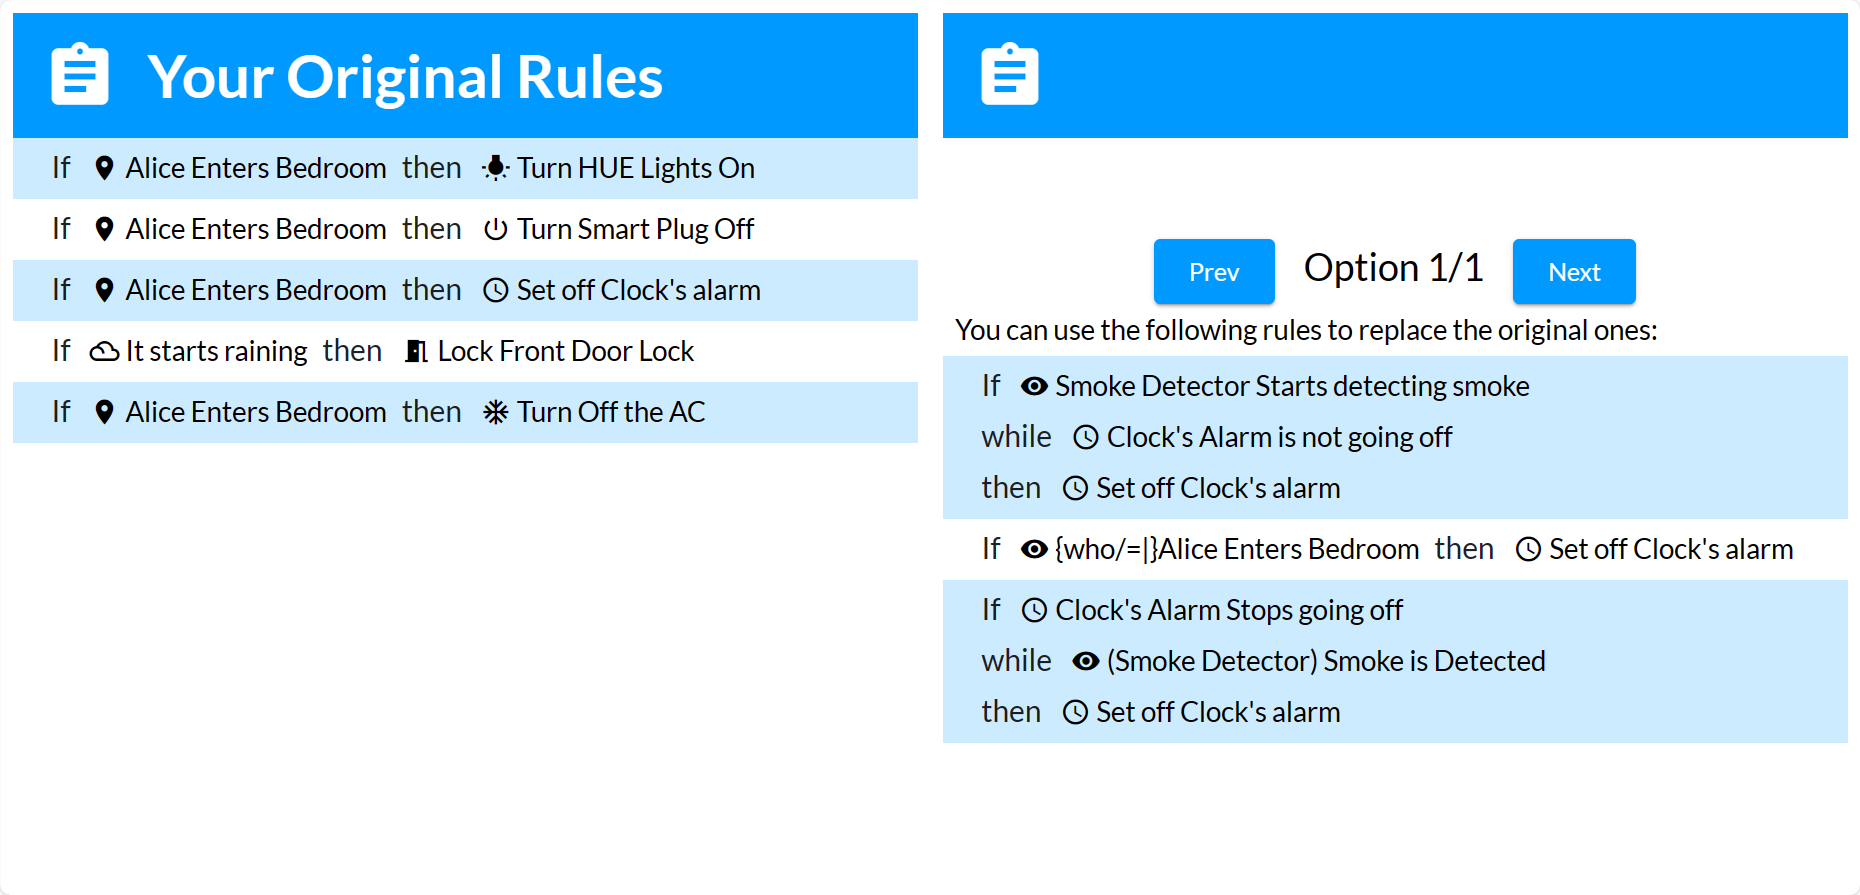 Your Original Rules
If Alice Enters Bedroom then Turn HUE Lights On
If Alice Enters Bedroom then Turn Smart Plug Off
If Alice Enters Bedroom then Set off Clock's alarm
If It starts raining then Lock Front Door Lock
If Alice Enters Bedroom then Turn Off the AC
Prev Option 1/1 Next
You can use the following rules to replace the original ones:
If Smoke Detector Starts detecting smoke
while Clock's Alarm is not going off
then Set off Clock's alarm
If {who/=|}Alice Enters Bedroom then Set off Clock's alarm
If Clock's Alarm Stops going off
while (Smoke Detector) Smoke is Detected
then Set off Clock's alarm